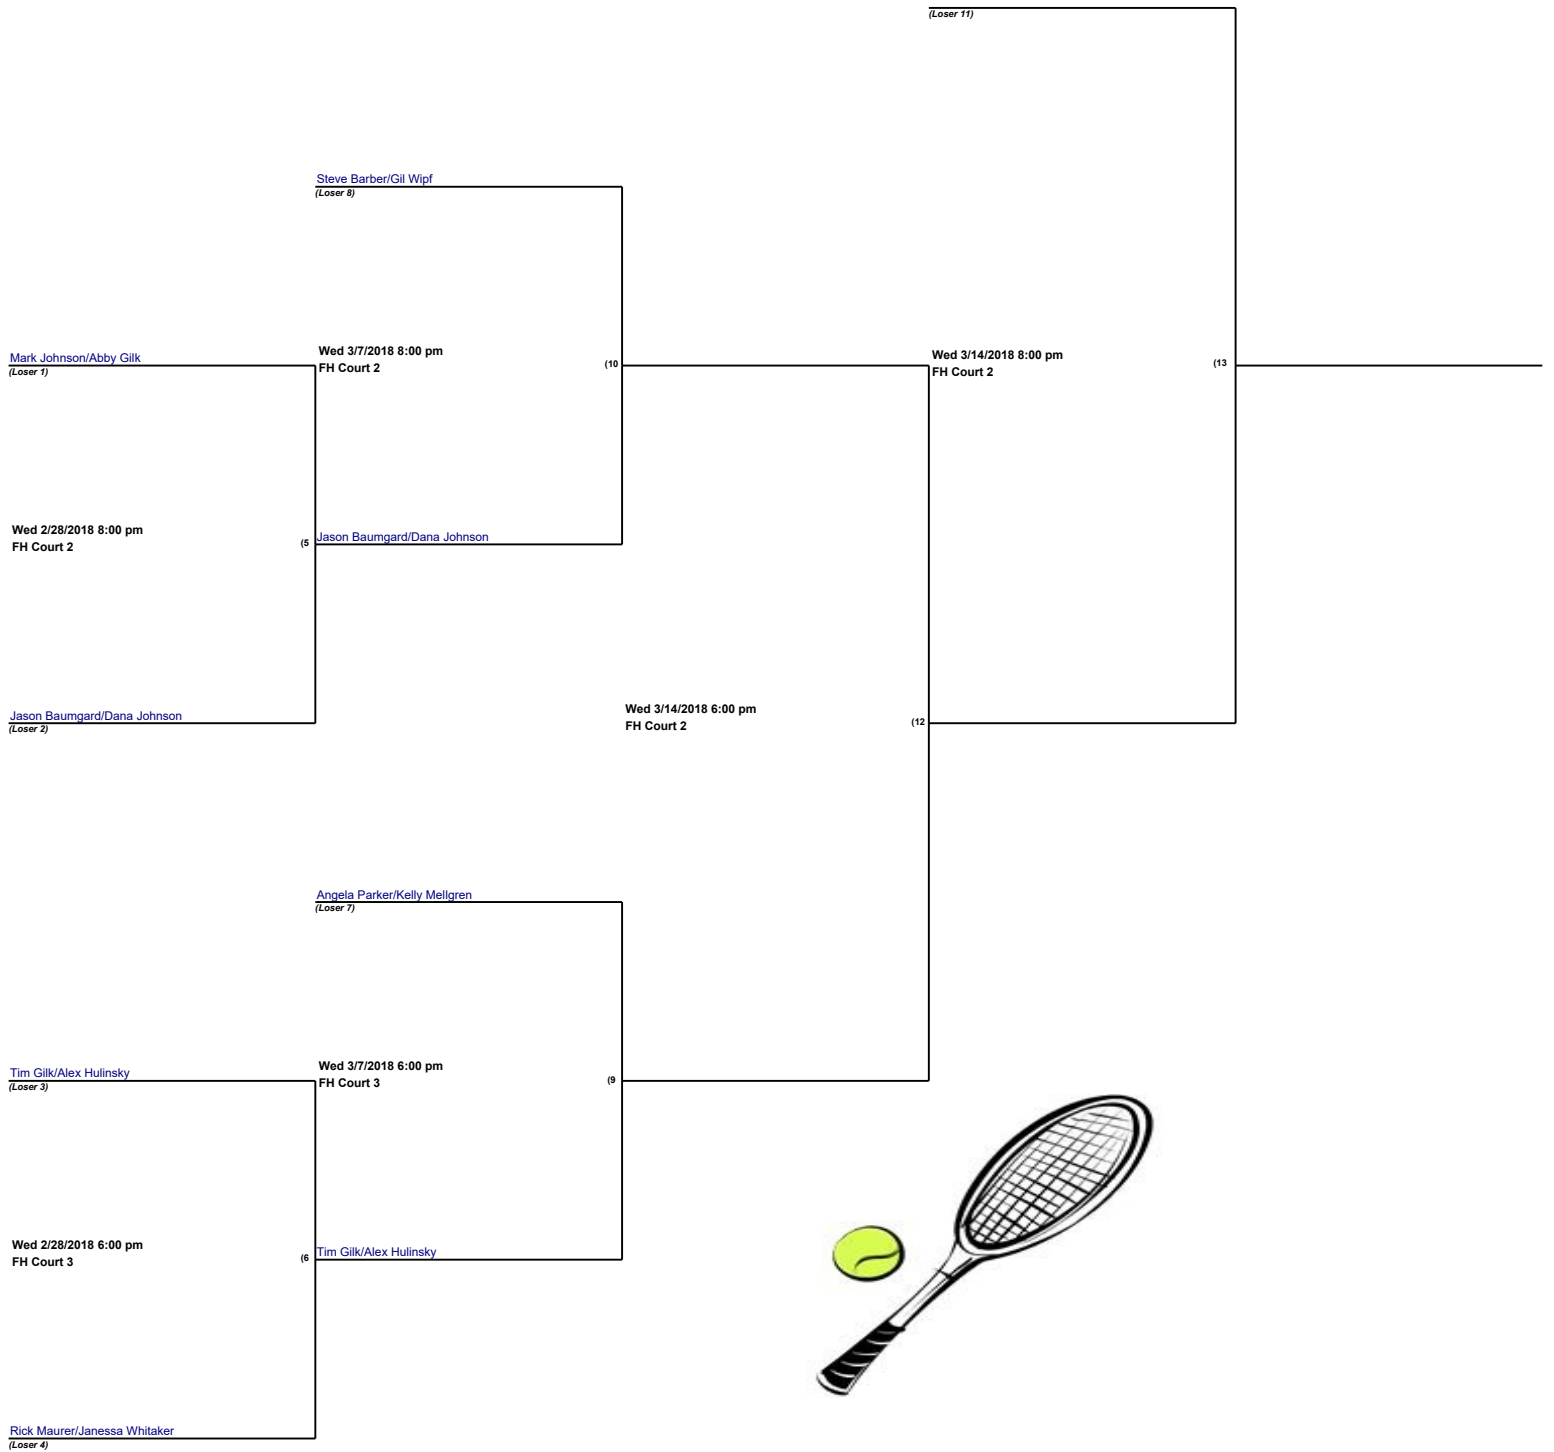 (Loser 11)
Steve Barber/Gil Wipf
(Loser 8)
Mark Johnson/Abby Gilk
(Loser 1)
Wed 3/7/2018 8:00 pm
FH Court 2
(10
Wed 3/14/2018 8:00 pm
FH Court 2
(13
Wed 2/28/2018 8:00 pm
FH Court 2
(5
Jason Baumgard/Dana Johnson
Jason Baumgard/Dana Johnson
(Loser 2)
Wed 3/14/2018 6:00 pm
FH Court 2
(12
Angela Parker/Kelly Mellgren
(Loser 7)
Tim Gilk/Alex Hulinsky
(Loser 3)
Wed 3/7/2018 6:00 pm
FH Court 3
(9
Wed 2/28/2018 6:00 pm
FH Court 3
(6
Tim Gilk/Alex Hulinsky
Rick Maurer/Janessa Whitaker
(Loser 4)